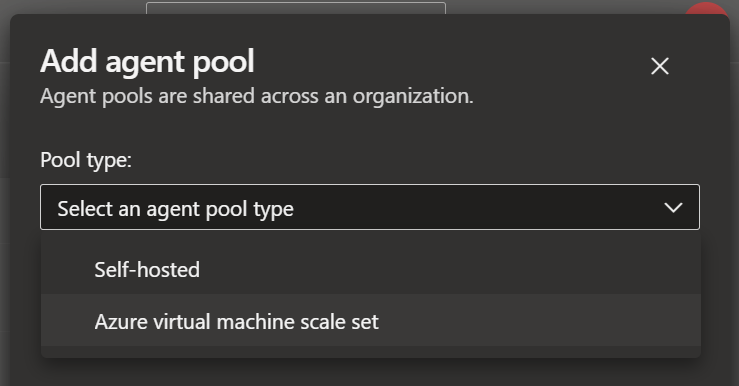 Add agent pool
Agent pools are shared across an organization.
Pool type:
Select an agent pool type
Self-hosted
Azure virtual machine scale set